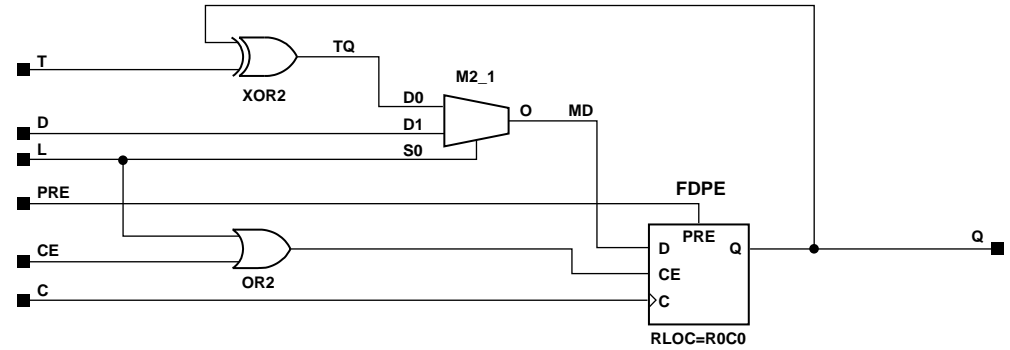 T
TQ
XOR2
M2_1
D0
O
MD
D
D1
L
S0
PRE
FDPE
PRE
D
Q
Q
CE
CE
OR2
C
C
RLOC=R0C0